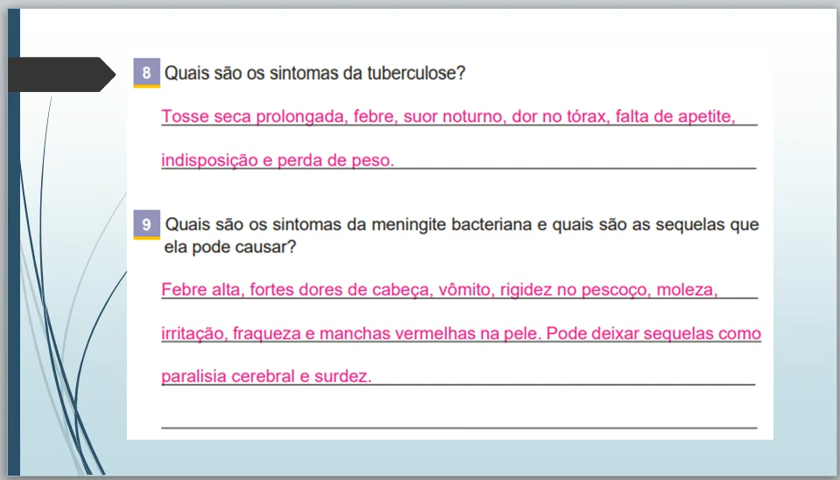 8 Quais são os sintomas da tuberculose?
Tosse seca prolongada, febre, suor noturno, dor no tórax, falta de apetite,
indisposição e perda de peso.
9 Quais são os sintomas da meningite bacteriana e quais são as sequelas que
ela pode causar?
Febre alta, fortes dores de cabeça, vômito, rigidez no pescoço, moleza,
irritação, fraqueza e manchas vermelhas na pele. Pode deixar sequelas como
paralisia cerebral e surdez.